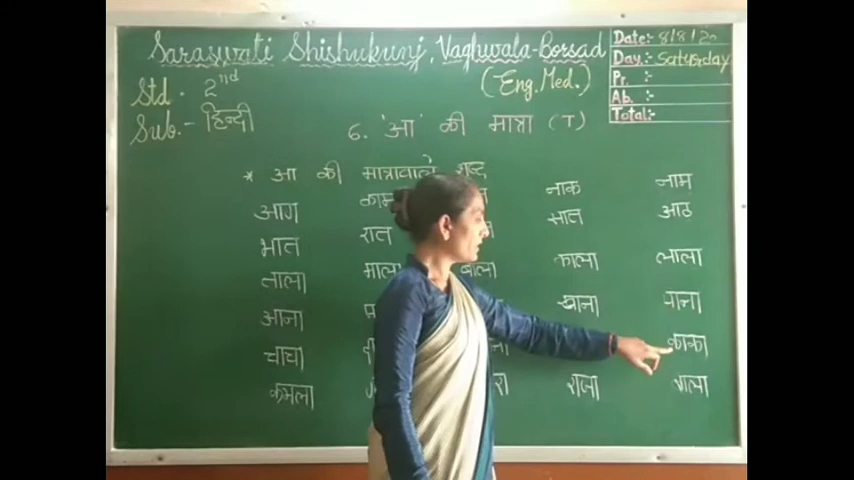 Saraswati Shishukunj, Vaghwala-Borsad
(Eng. Med.)
Date:- 8/8/20
Day:- Saturday
Pr. :-
Ab. :-
Total:-
Std. 2nd
Sub.- हिन्दी
6. 'आ' की मात्रा (ा)
* आ की मात्रावाले शब्द
आग काम नाक नाम
भात रात सात आठ
ताला माला बाला काला लाला
आना खाना पाना
चाचा काका
कमला राजा